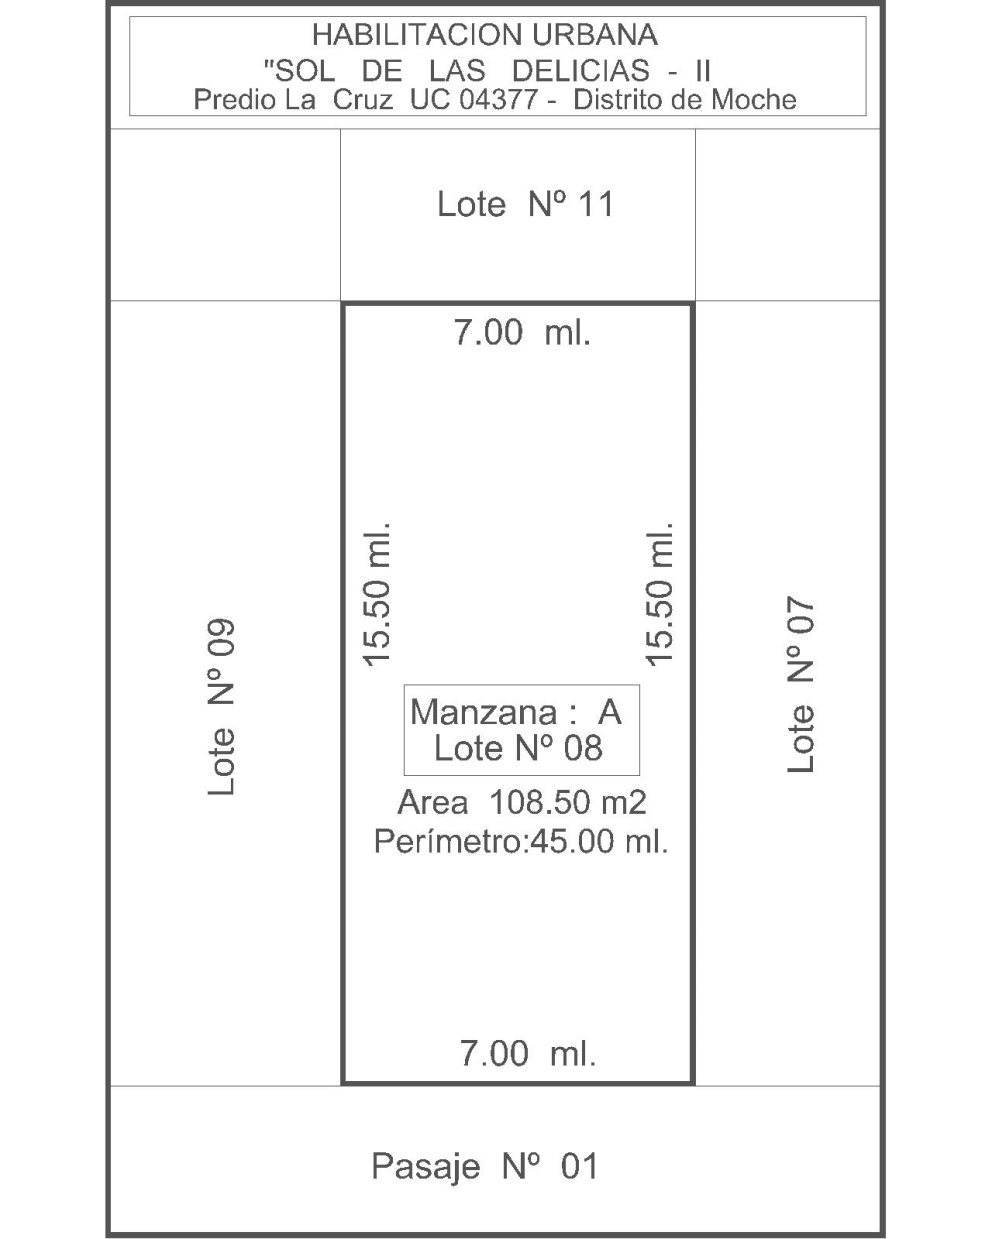 HABILITACION URBANA
"SOL DE LAS DELICIAS - II
Predio La Cruz UC 04377 - Distrito de Moche
Lote Nº 11
7.00 ml.
15.50 ml.
15.50 ml.
Lote Nº 09
Lote Nº 07
Manzana : A
Lote Nº 08
Area 108.50 m2
Perímetro:45.00 ml.
7.00 ml.
Pasaje Nº 01